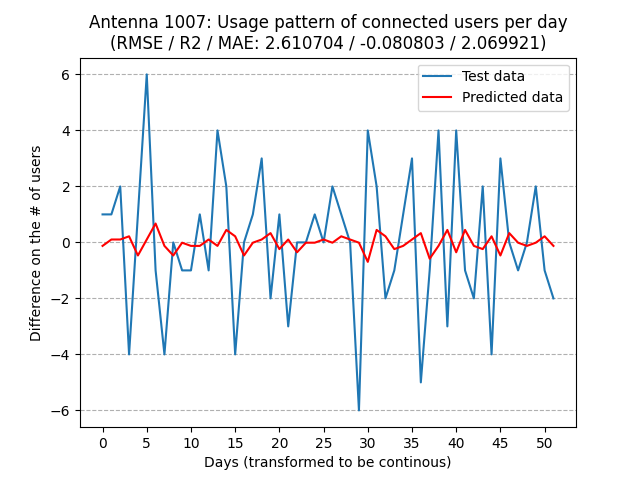 Antenna 1007: Usage pattern of connected users per day
(RMSE / R2 / MAE: 2.610704 / -0.080803 / 2.069921)
Test data
Predicted data
Difference on the # of users
6
4
2
0
−2
−4
−6
0 5 10 15 20 25 30 35 40 45 50
Days (transformed to be continous)